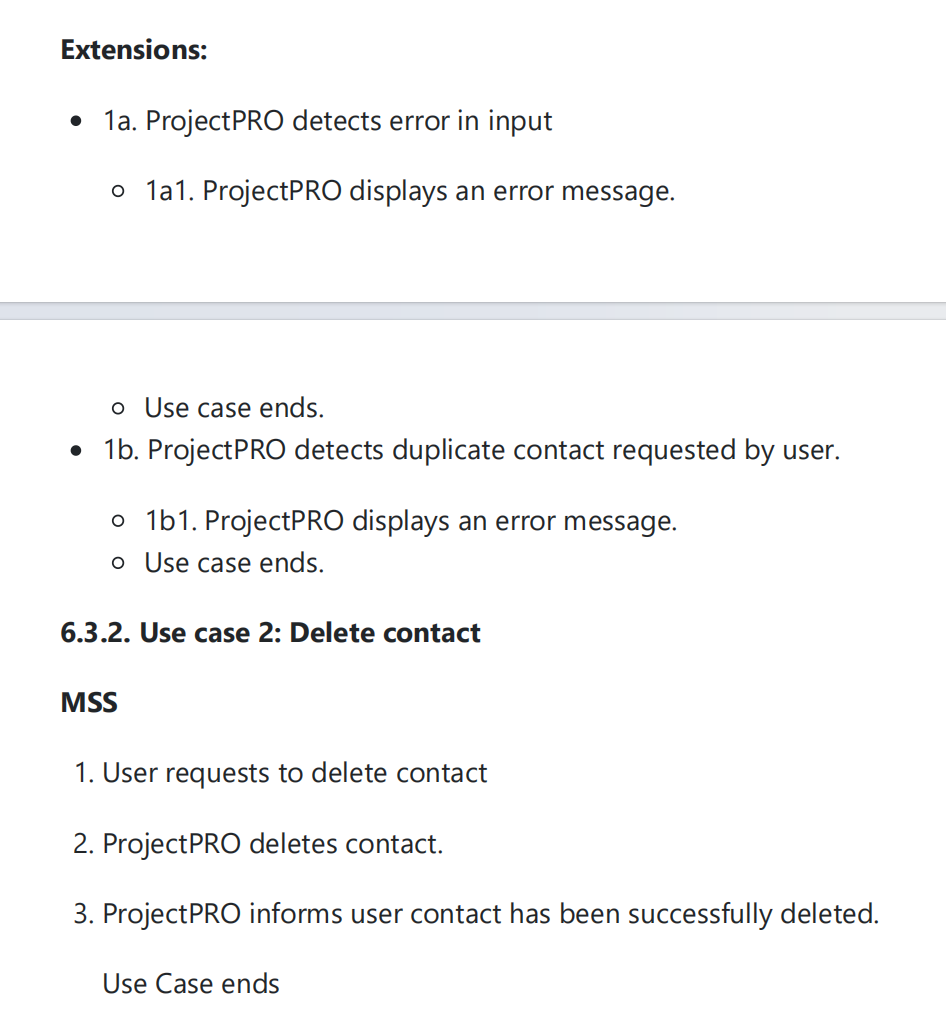 Extensions:
1a. ProjectPRO detects error in input
1a1. ProjectPRO displays an error message.
Use case ends.
1b. ProjectPRO detects duplicate contact requested by user.
1b1. ProjectPRO displays an error message.
Use case ends.
6.3.2. Use case 2: Delete contact
MSS
1. User requests to delete contact
2. ProjectPRO deletes contact.
3. ProjectPRO informs user contact has been successfully deleted.
Use Case ends